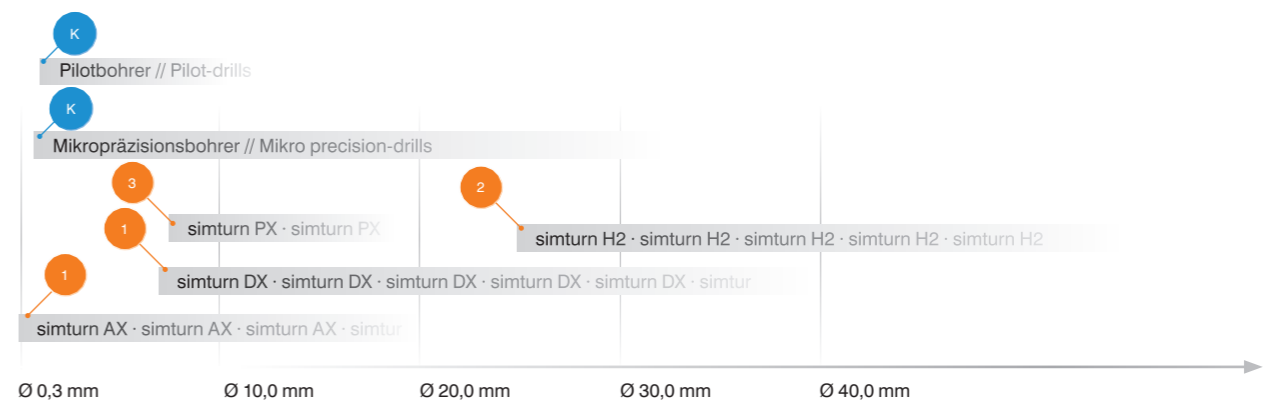 K
Pilotbohrer // Pilot-drills
K
Mikropräzisionsbohrer // Mikro precision-drills
3
2
simturn PX · simturn PX
1
simturn H2 · simturn H2 · simturn H2 · simturn H2 · simturn H2
1
simturn DX · simturn DX · simturn DX · simturn DX · simturn DX · simtur
simturn AX · simturn AX · simturn AX · simtur
Ø 0,3 mm Ø 10,0 mm Ø 20,0 mm Ø 30,0 mm Ø 40,0 mm